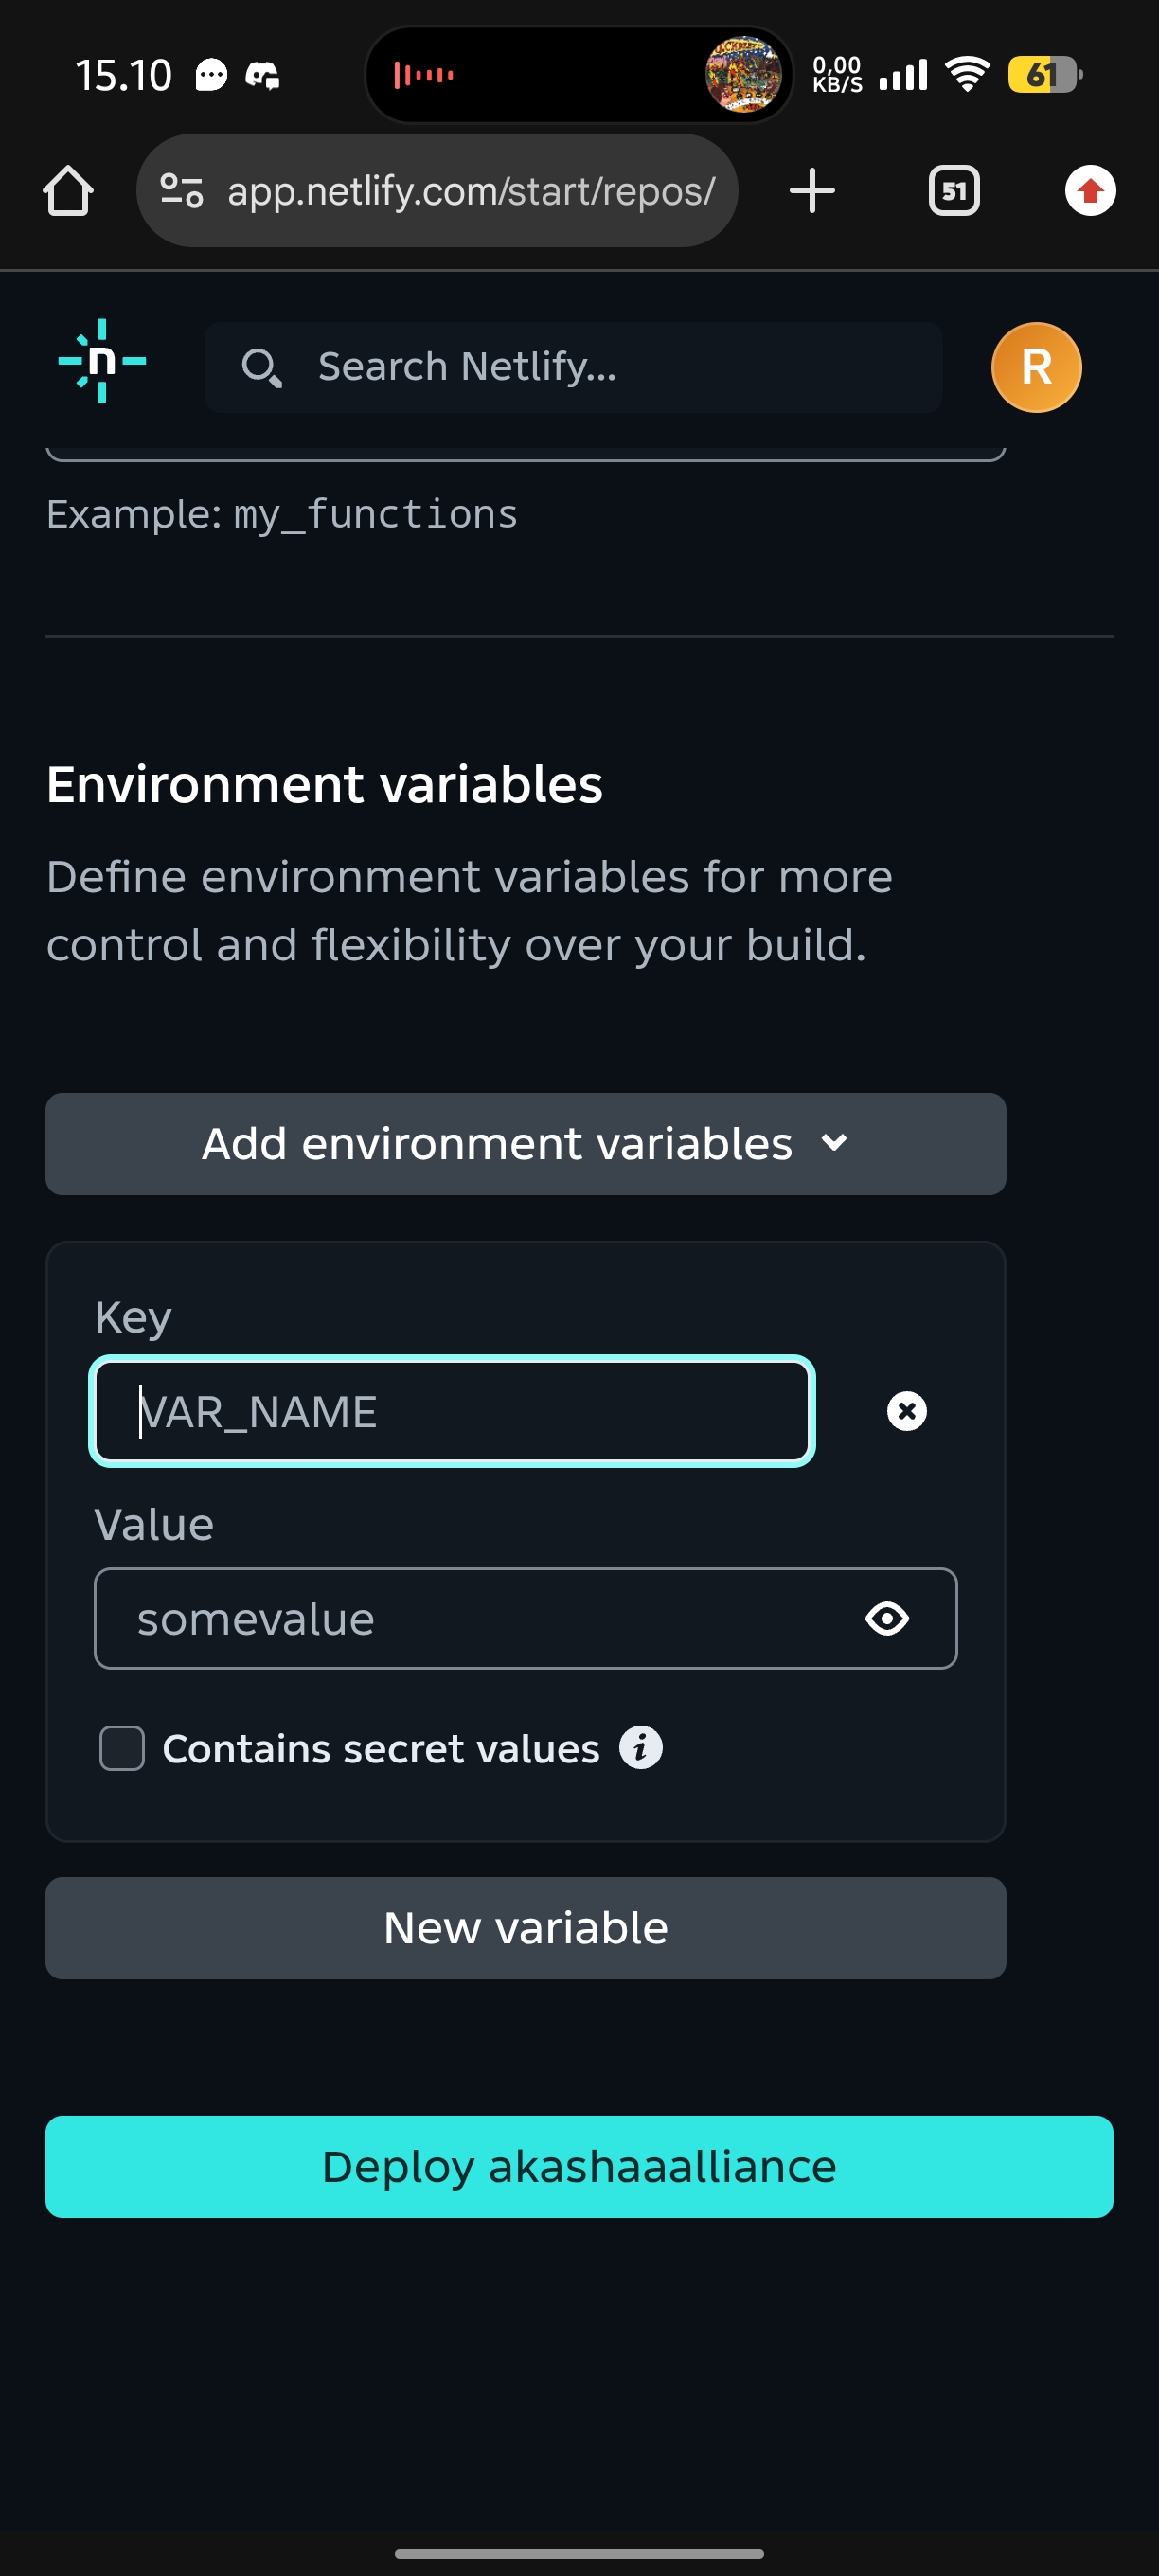 15.10
0,00
KB/S
61
app.netlify.com/start/repos/
51
n
Search Netlify...
R
Example: my_functions
Environment variables
Define environment variables for more
control and flexibility over your build.
Add environment variables
Key
VAR_NAME
Value
somevalue
Contains secret values i
New variable
Deploy akashaaalliance